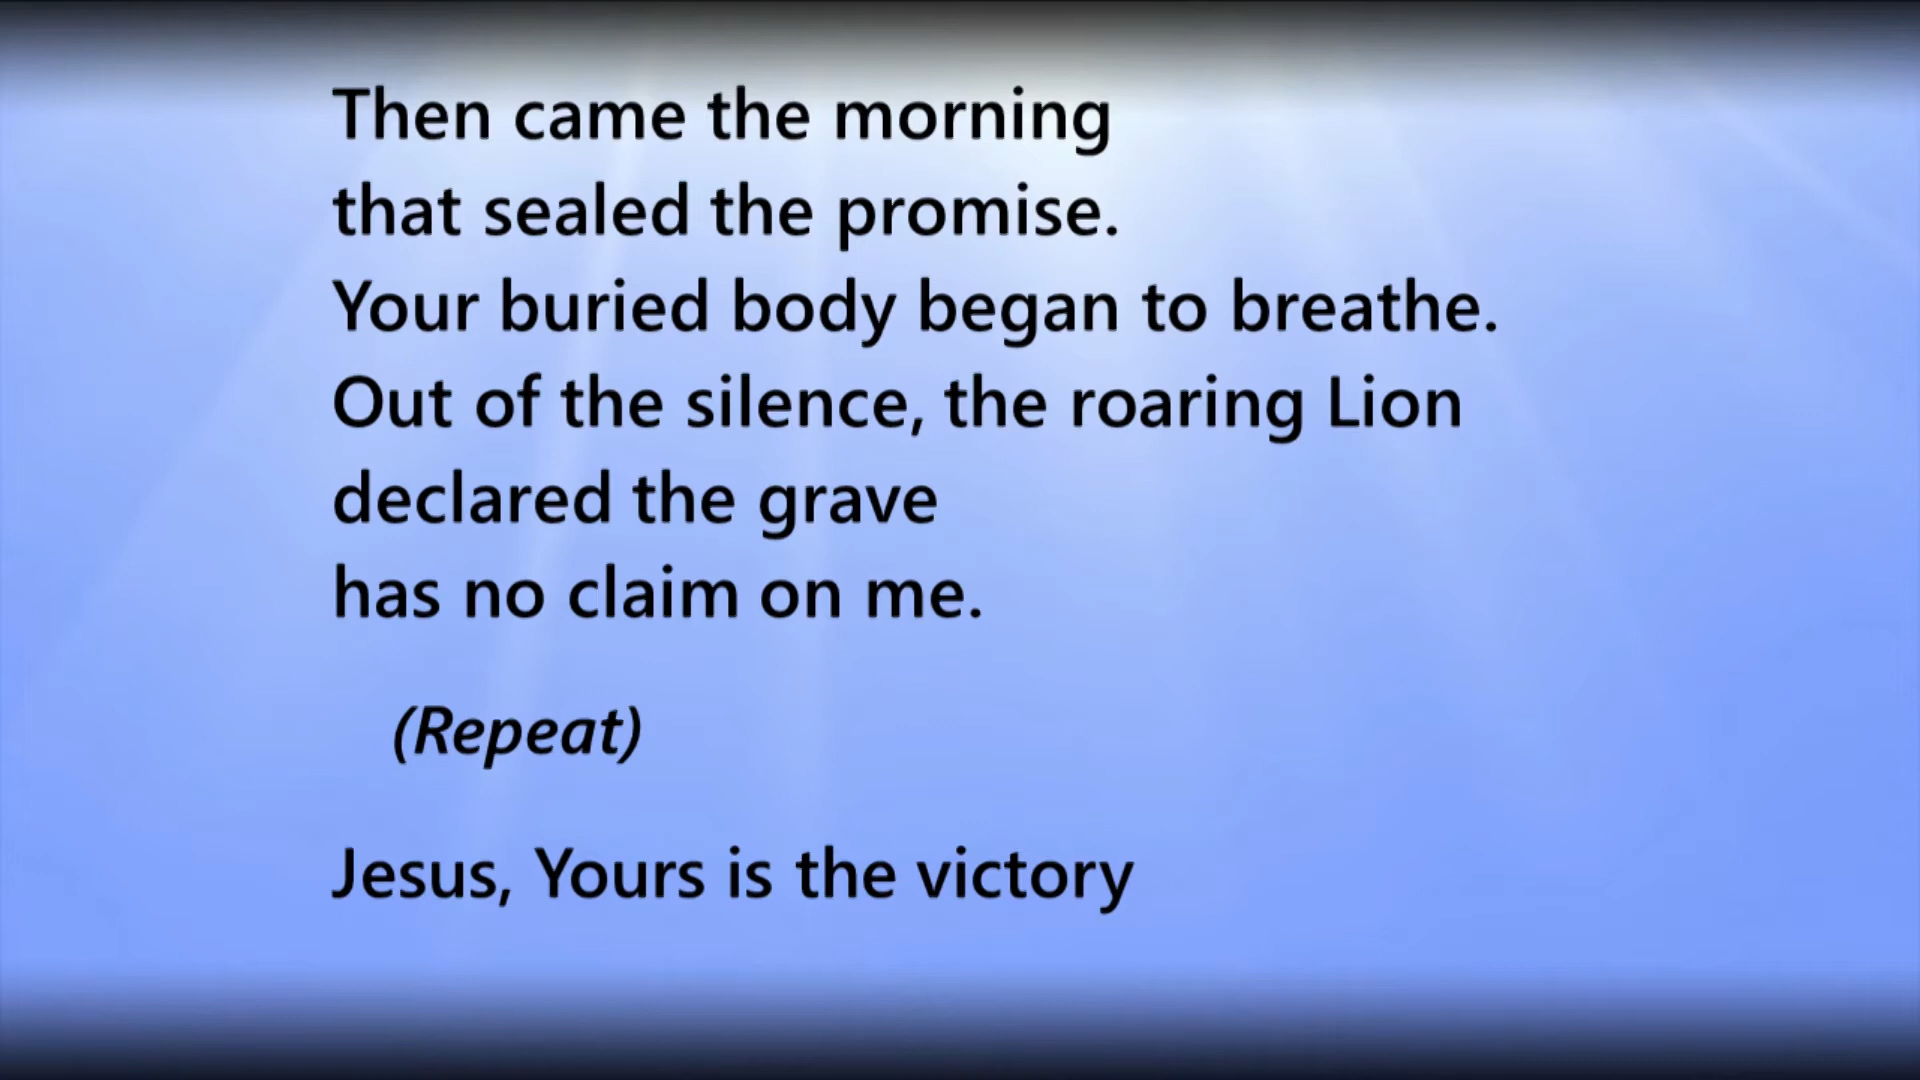 Then came the morning
that sealed the promise.
Your buried body began to breathe.
Out of the silence, the roaring Lion
declared the grave
has no claim on me.
(Repeat)
Jesus, Yours is the victory